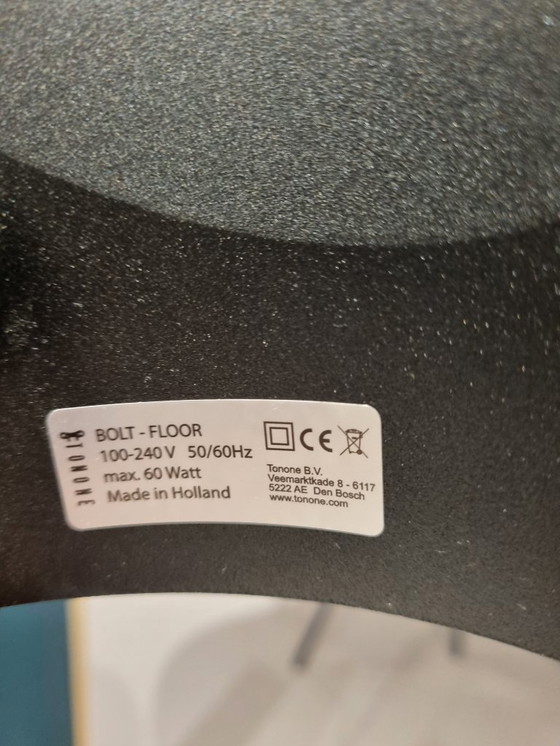 TONONE
BOLT - FLOOR
100-240 V 50/60Hz
max. 60 Watt
Made in Holland
CE
Tonone B.V.
Veemarktkade 8 - 6117
5222 AE Den Bosch
www.tonone.com